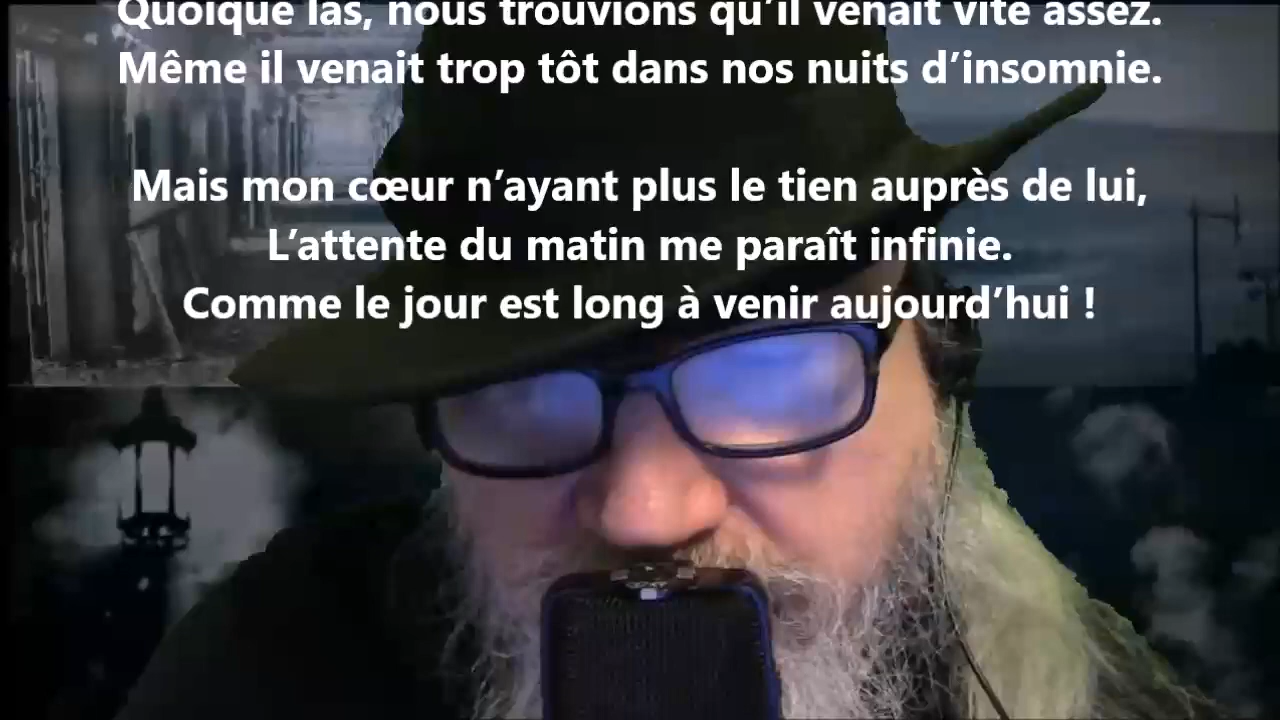 Quoique las, nous trouvions qu’il venait vite assez.
Même il venait trop tôt dans nos nuits d’insomnie.
Mais mon cœur n’ayant plus le tien auprès de lui,
L’attente du matin me paraît infinie.
Comme le jour est long à venir aujourd’hui !